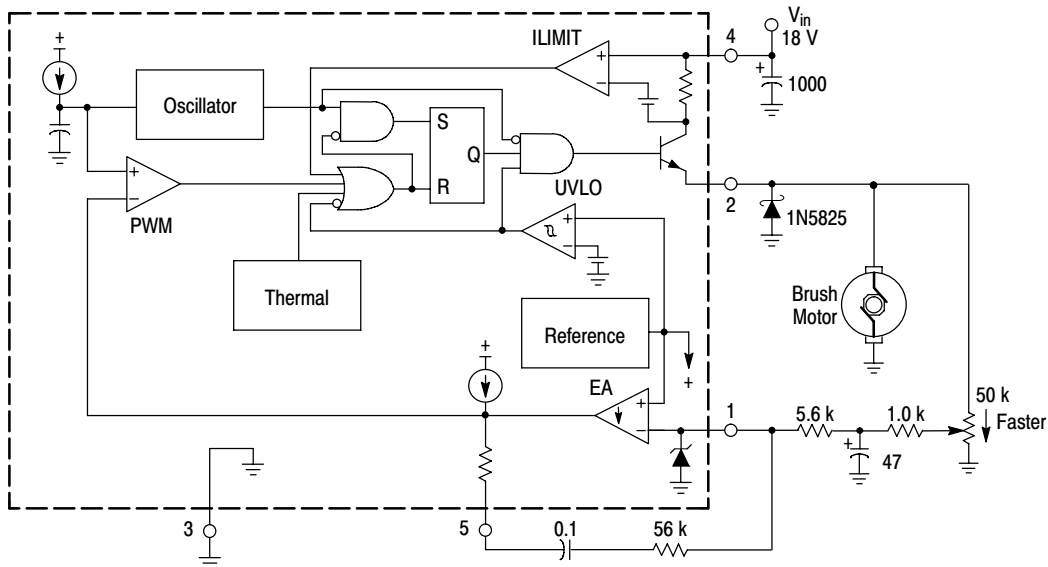 +
Oscillator
ILIMIT
+
−
4
Vin
18 V
+
1000
S
Q
R
+
−
PWM
UVLO
+
−
2
1N5825
Thermal
Reference
+
Brush
Motor
+
EA
+
−
1
5.6 k
1.0 k
50 k
Faster
+
47
3
5
0.1
56 k